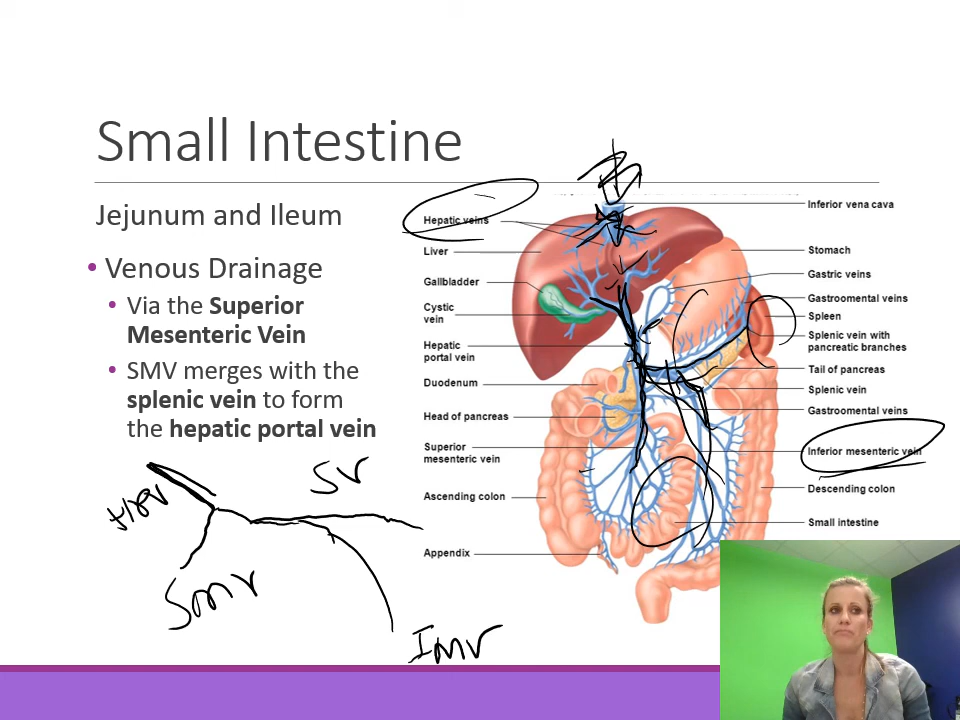 Small Intestine
Jejunum and Ileum
• Venous Drainage
• Via the Superior
Mesenteric Vein
• SMV merges with the
splenic vein to form
the hepatic portal vein
Hepatic veins
Liver
Gallbladder
Cystic
vein
Hepatic
portal vein
Duodenum
Head of pancreas
Superior
mesenteric vein
Ascending colon
Appendix
Inferior vena cava
Stomach
Gastric veins
Gastroomental veins
Spleen
Splenic vein with
pancreatic branches
Tail of pancreas
Splenic vein
Gastroomental veins
Inferior mesenteric vein
Descending colon
Small intestine
SV
HPV
SMV
IMV